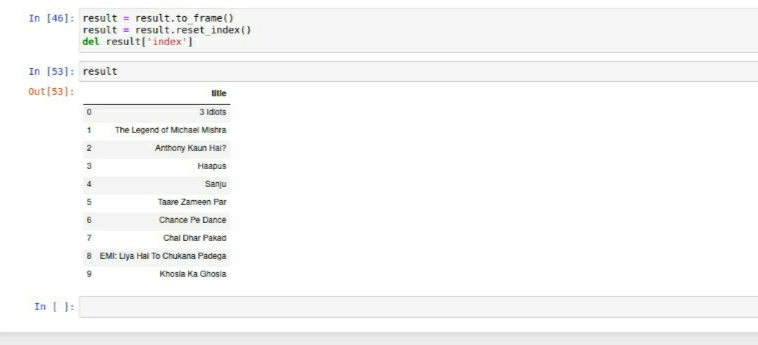 In [46]: result = result.to_frame()
result = result.reset_index()
del result['index']
In [53]: result
Out[53]:
title
0 3 Idiots
1 The Legend of Michael Mishra
2 Anthony Kaun Hai?
3 Haapus
4 Sanju
5 Taare Zameen Par
6 Chance Pe Dance
7 Chal Dhar Pakad
8 EMI: Liya Hai To Chukana Padega
9 Khosla Ka Ghosla
In [ ]: